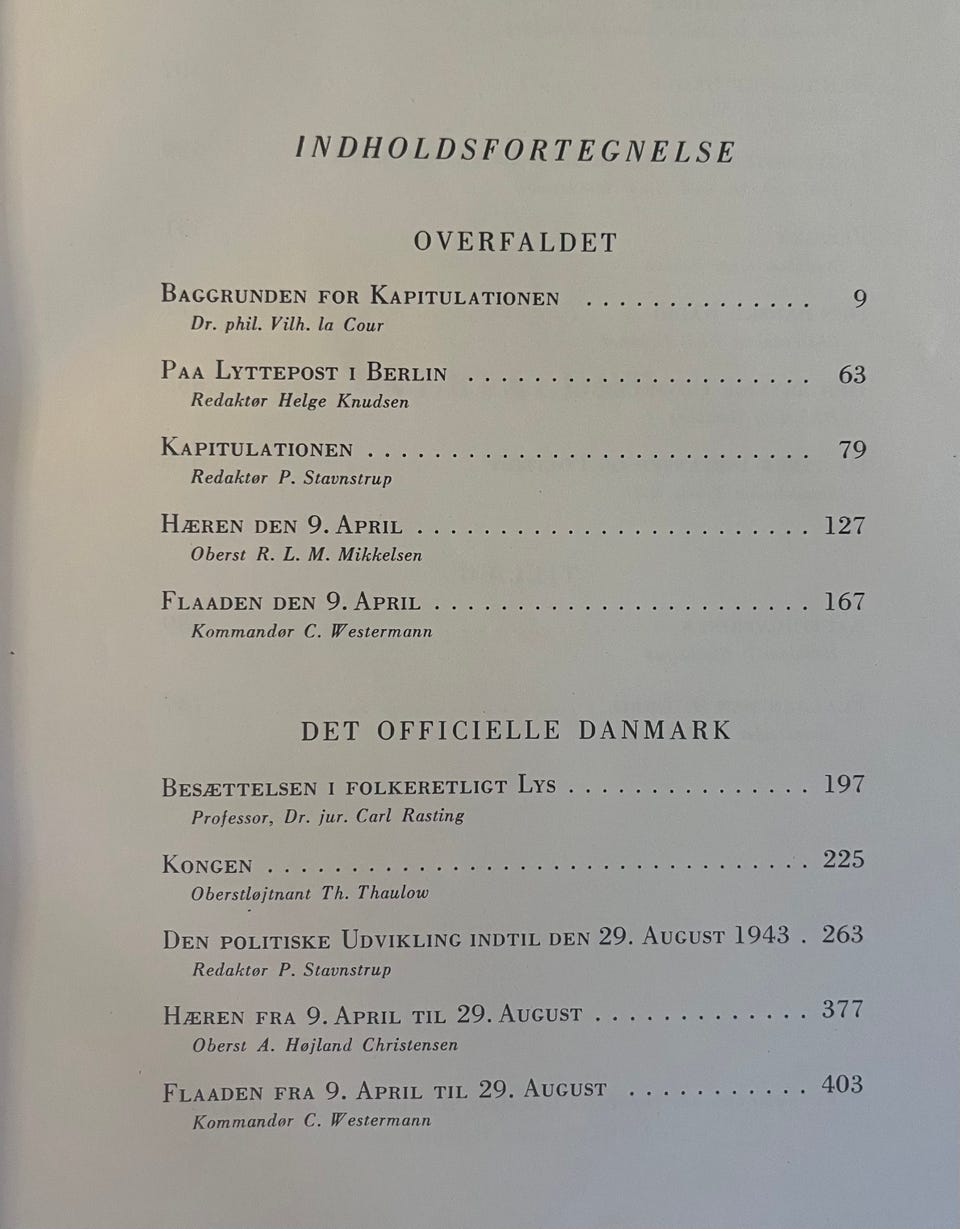 INDHOLDSFORTEGNELSE
OVERFALDET
BAGGRUNDEN FOR KAPITULATIONEN . . . . . . . . . . . . . . 9
Dr. phil. Vilh. la Cour
PAA LYTTEPOST I BERLIN . . . . . . . . . . . . . . . . . . . . . 63
Redaktør Helge Knudsen
KAPITULATIONEN . . . . . . . . . . . . . . . . . . . . . . . . . . . 79
Redaktør P. Stavnstrup
HÆREN DEN 9. APRIL . . . . . . . . . . . . . . . . . . . . . . . . 127
Oberst R. L. M. Mikkelsen
FLAADEN DEN 9. APRIL . . . . . . . . . . . . . . . . . . . . . . . 167
Kommandør C. Westermann
DET OFFICIELLE DANMARK
BESÆTTELSEN I FOLKERETLIGT LYS . . . . . . . . . . . . . . . 197
Professor, Dr. jur. Carl Rasting
KONGEN . . . . . . . . . . . . . . . . . . . . . . . . . . . . . . . . . 225
Oberstløjtnant Th. Thaulow
DEN POLITISKE UDVIKLING INDTIL DEN 29. AUGUST 1943 . 263
Redaktør P. Stavnstrup
HÆREN FRA 9. APRIL TIL 29. AUGUST . . . . . . . . . . . . . 377
Oberst A. Højland Christensen
FLAADEN FRA 9. APRIL TIL 29. AUGUST . . . . . . . . . . . 403
Kommandør C. Westermann